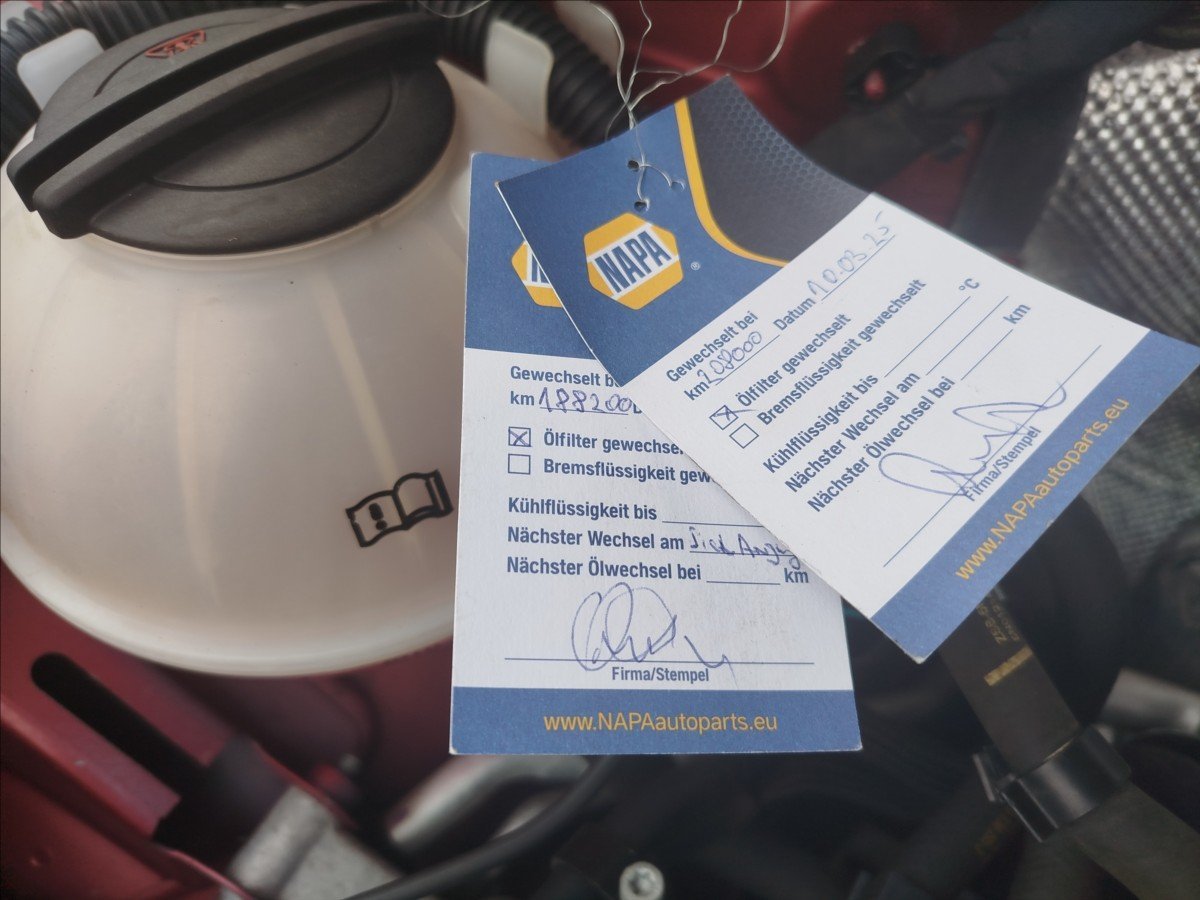 NAPA
®
Gewechselt bei
km 208000 Datum 10.03.25
Ölfilter gewechselt
Bremsflüssigkeit gewechselt
Kühlflüssigkeit bis °C
Nächster Wechsel am km
Nächster Ölwechsel bei
Firma/Stempel
www.NAPAautoparts.eu
N
Gewechselt b
km 188200
Ölfilter gewechse
Bremsflüssigkeit gew
Kühlflüssigkeit bis
Nächster Wechsel am
Nächster Ölwechsel bei km
Firma/Stempel
www.NAPAautoparts.eu